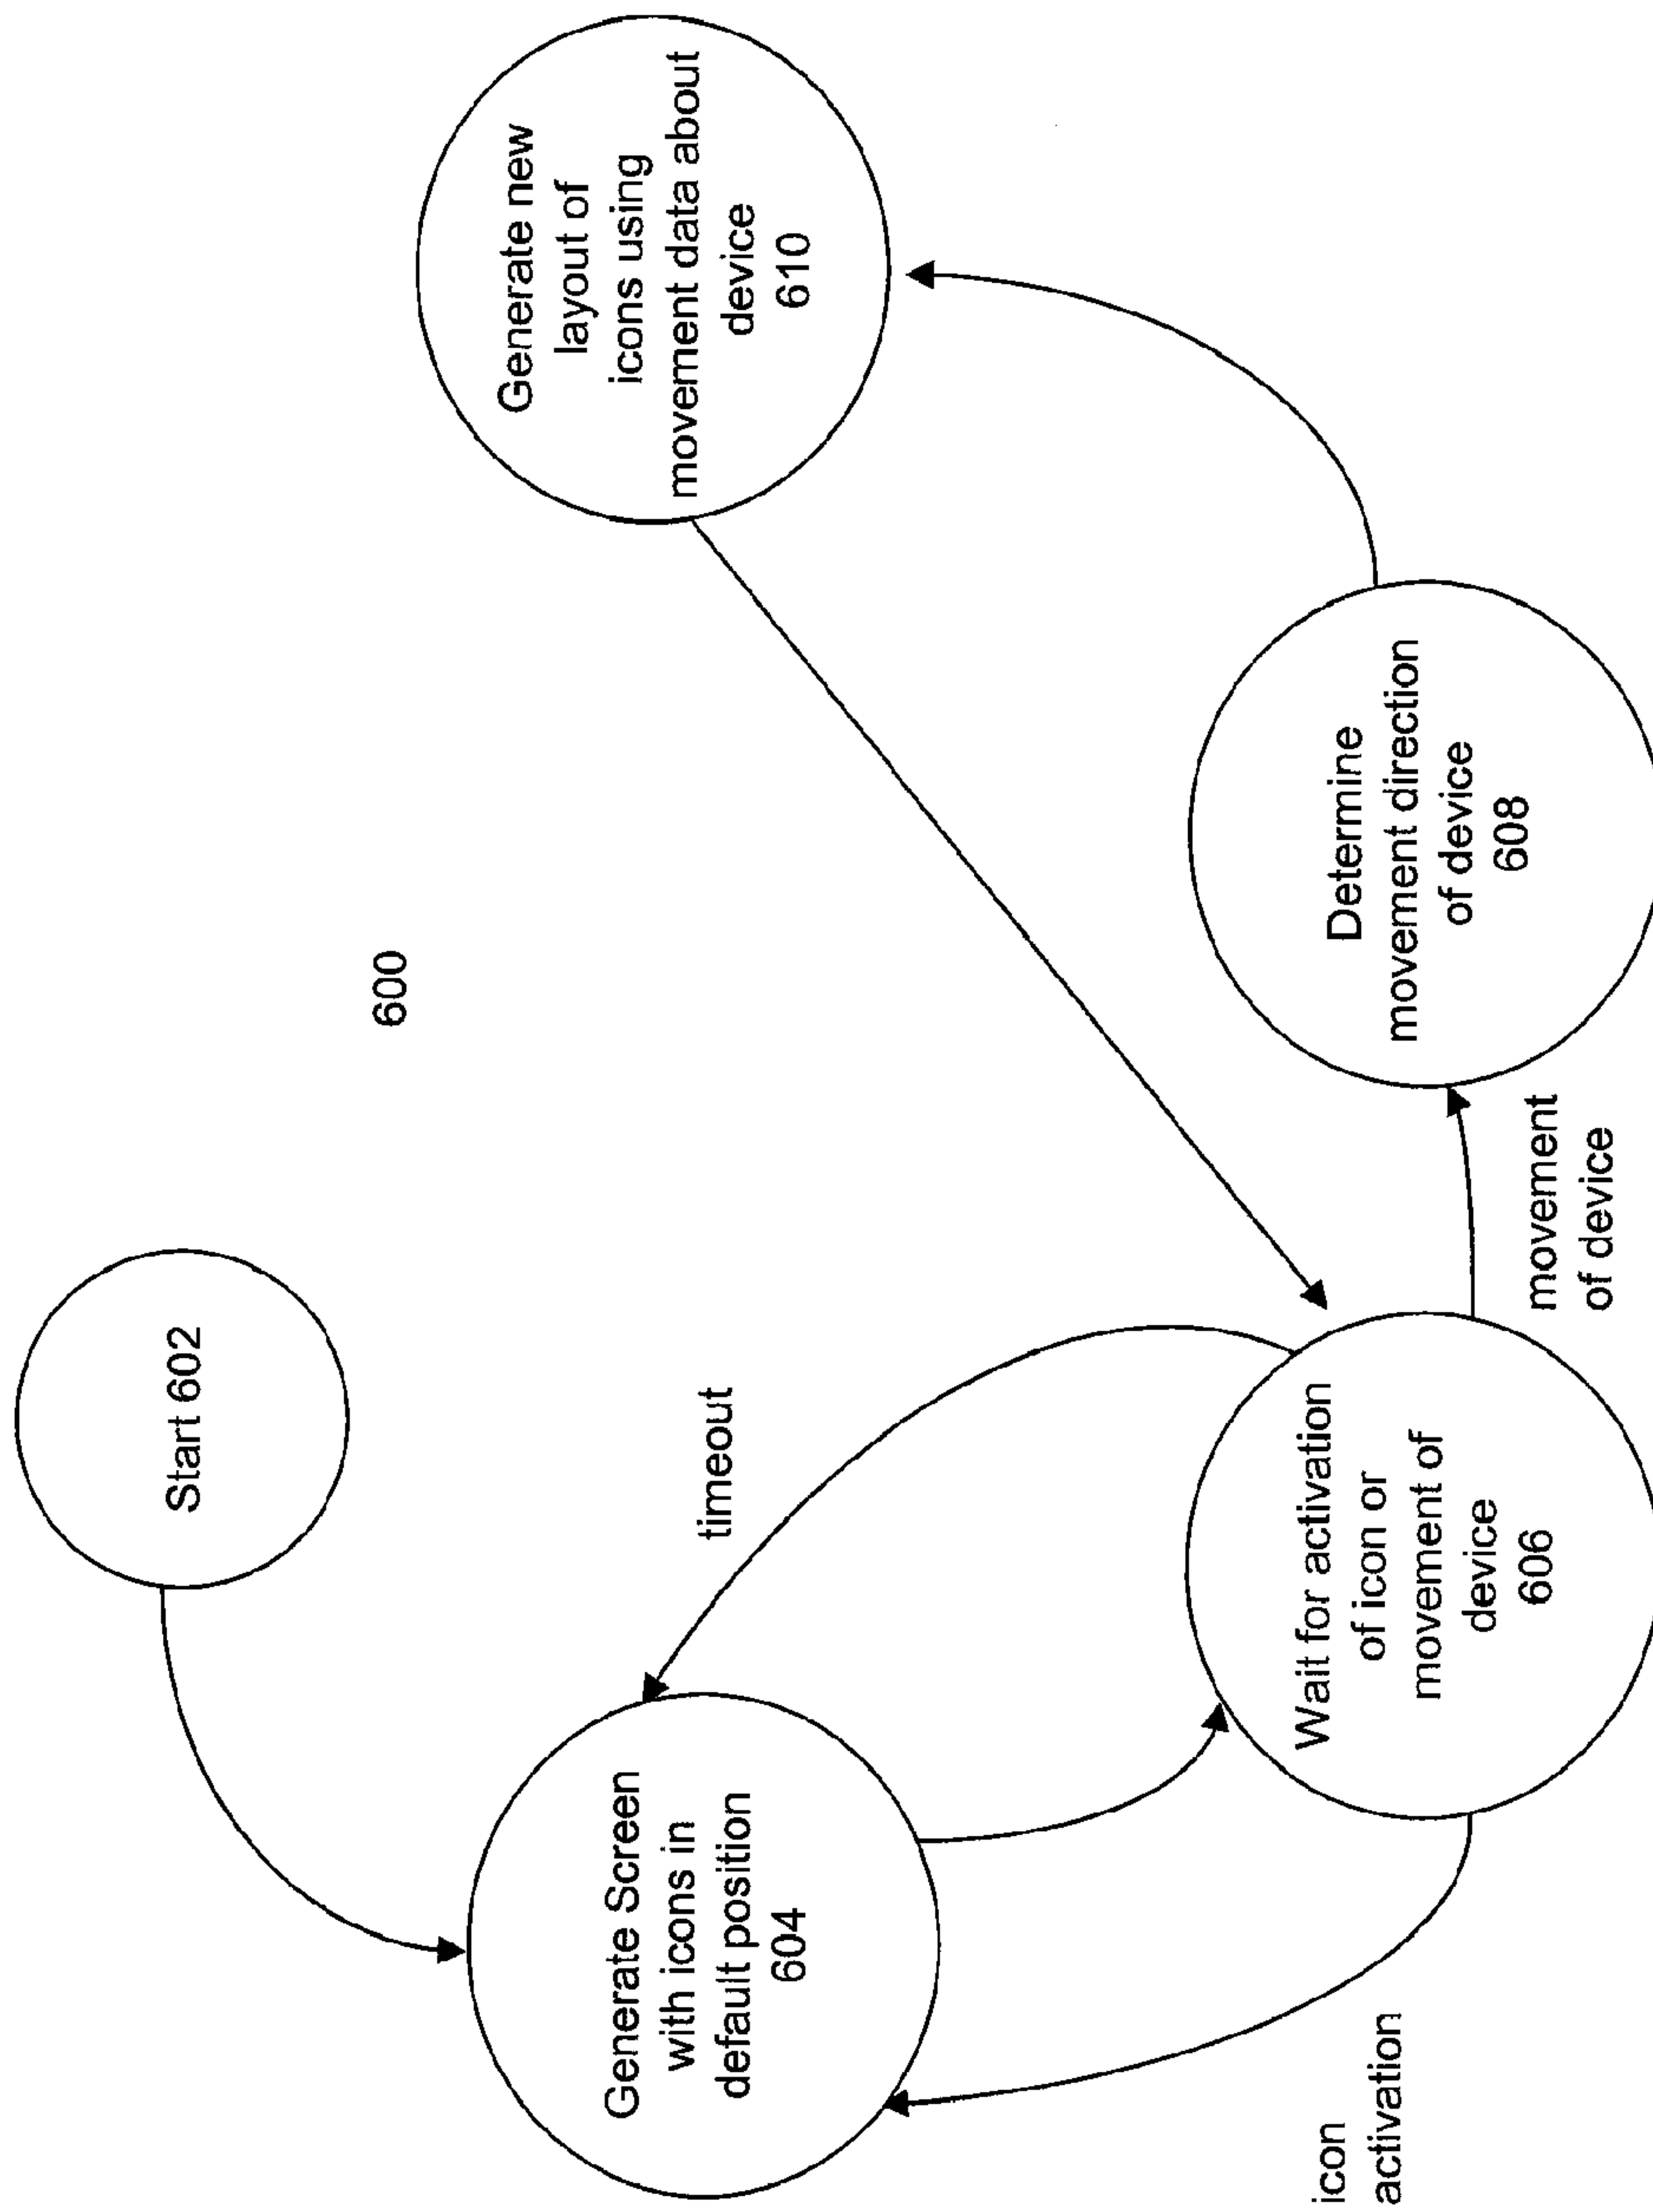 Start 602
600
Generate new
layout of
icons using
movement data about
device
610
Generate Screen
with icons in
default position
604
timeout
Wait for activation
of icon or
movement of
device
606
Determine
movement direction
of device
608
movement
of device
icon
activation